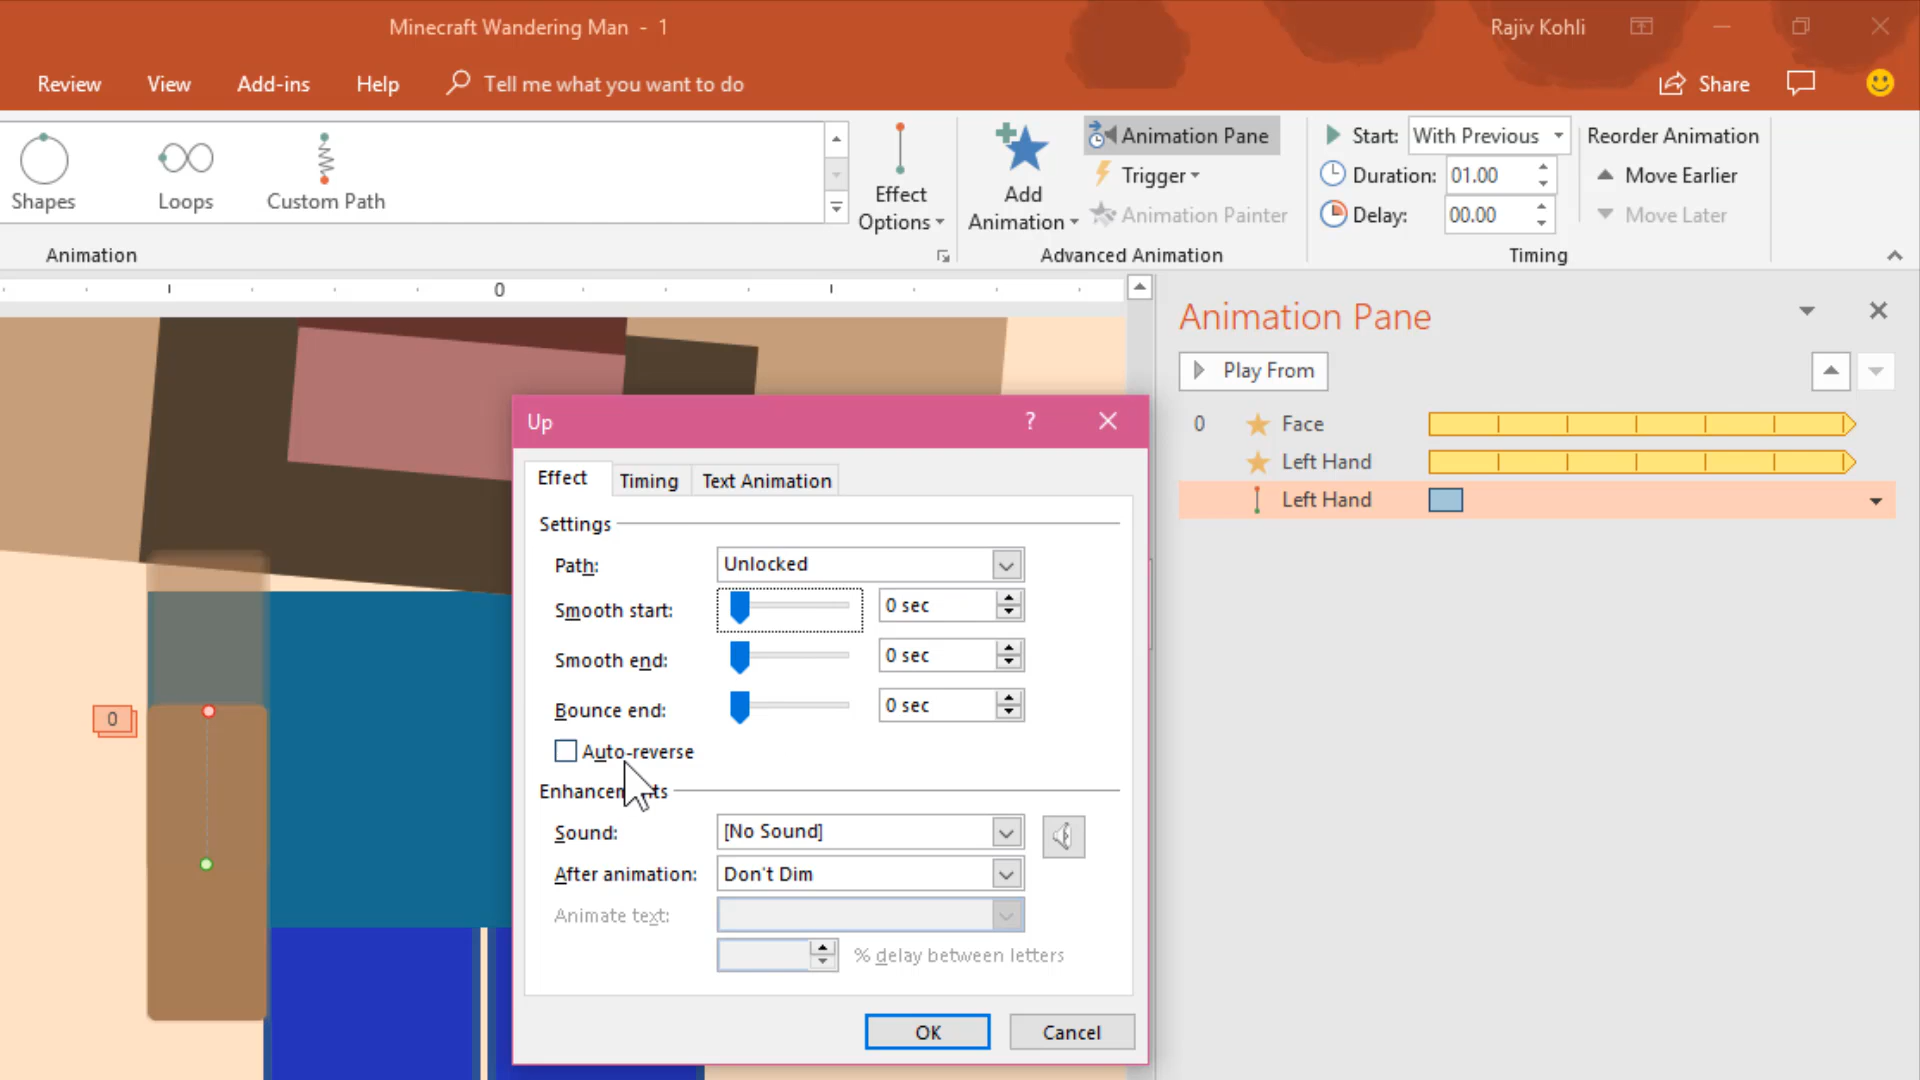 Minecraft Wandering Man - 1
Rajiv Kohli
Review View Add-ins Help Tell me what you want to do
Share
Shapes
Loops
Custom Path
Animation
Effect
Options
Add
Animation
Animation Pane
Trigger
Animation Painter
Advanced Animation
Start: With Previous
Duration: 01.00
Delay: 00.00
Reorder Animation
Move Earlier
Move Later
Timing
0
Animation Pane
Play From
0 Face
Left Hand
Left Hand
0
Up ?
Effect Timing Text Animation
Settings
Path: Unlocked
Smooth start: 0 sec
Smooth end: 0 sec
Bounce end: 0 sec
Auto-reverse
Enhancements
Sound: [No Sound]
After animation: Don't Dim
Animate text:
% delay between letters
OK Cancel